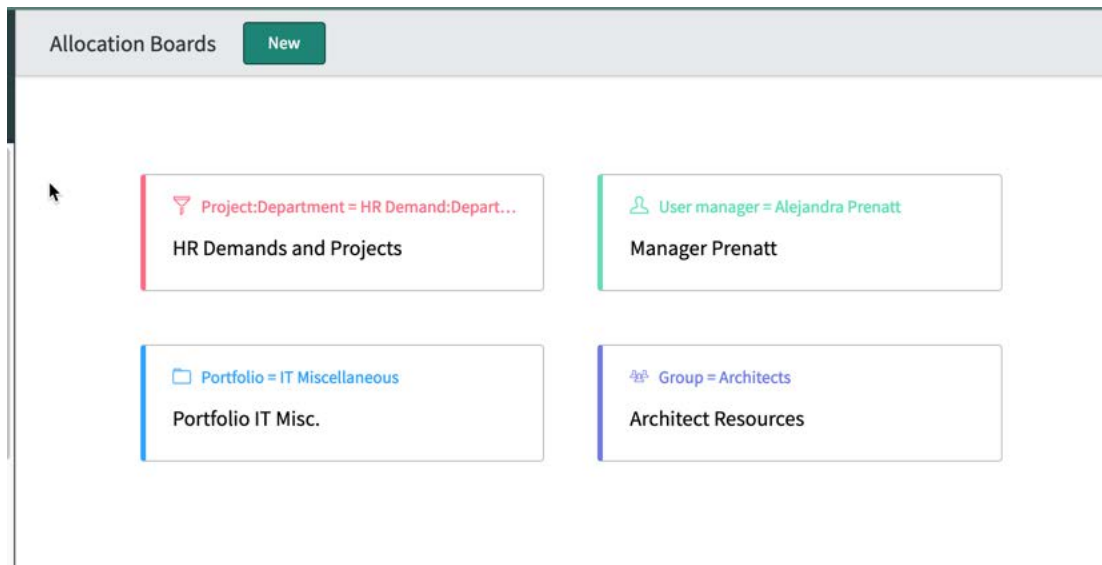 Allocation Boards New
Project:Department = HR Demand:Depart...
HR Demands and Projects
User manager = Alejandra Prenatt
Manager Prenatt
Portfolio = IT Miscellaneous
Portfolio IT Misc.
Group = Architects
Architect Resources